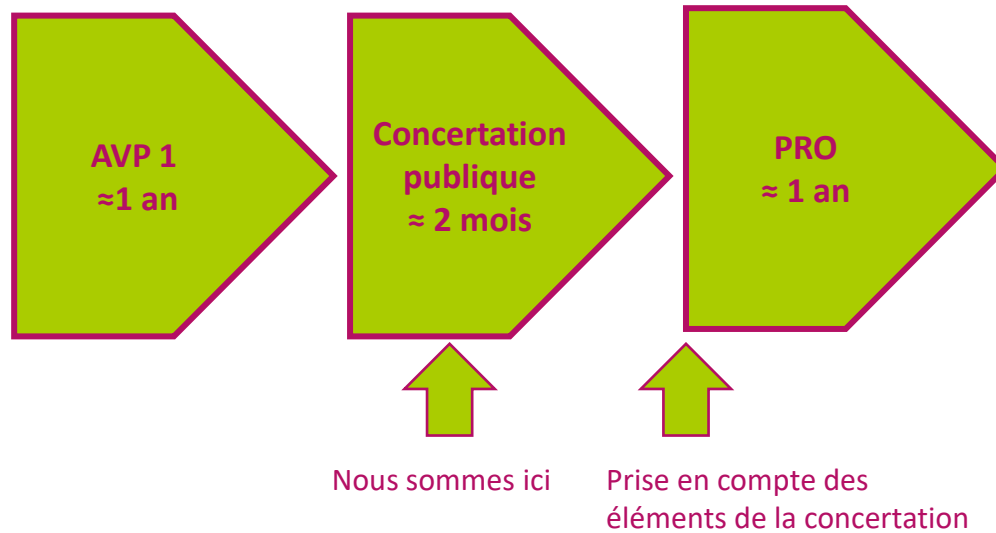 AVP 1
≈1 an
Concertation
publique
≈ 2 mois
PRO
≈ 1 an
Nous sommes ici
Prise en compte des
éléments de la concertation